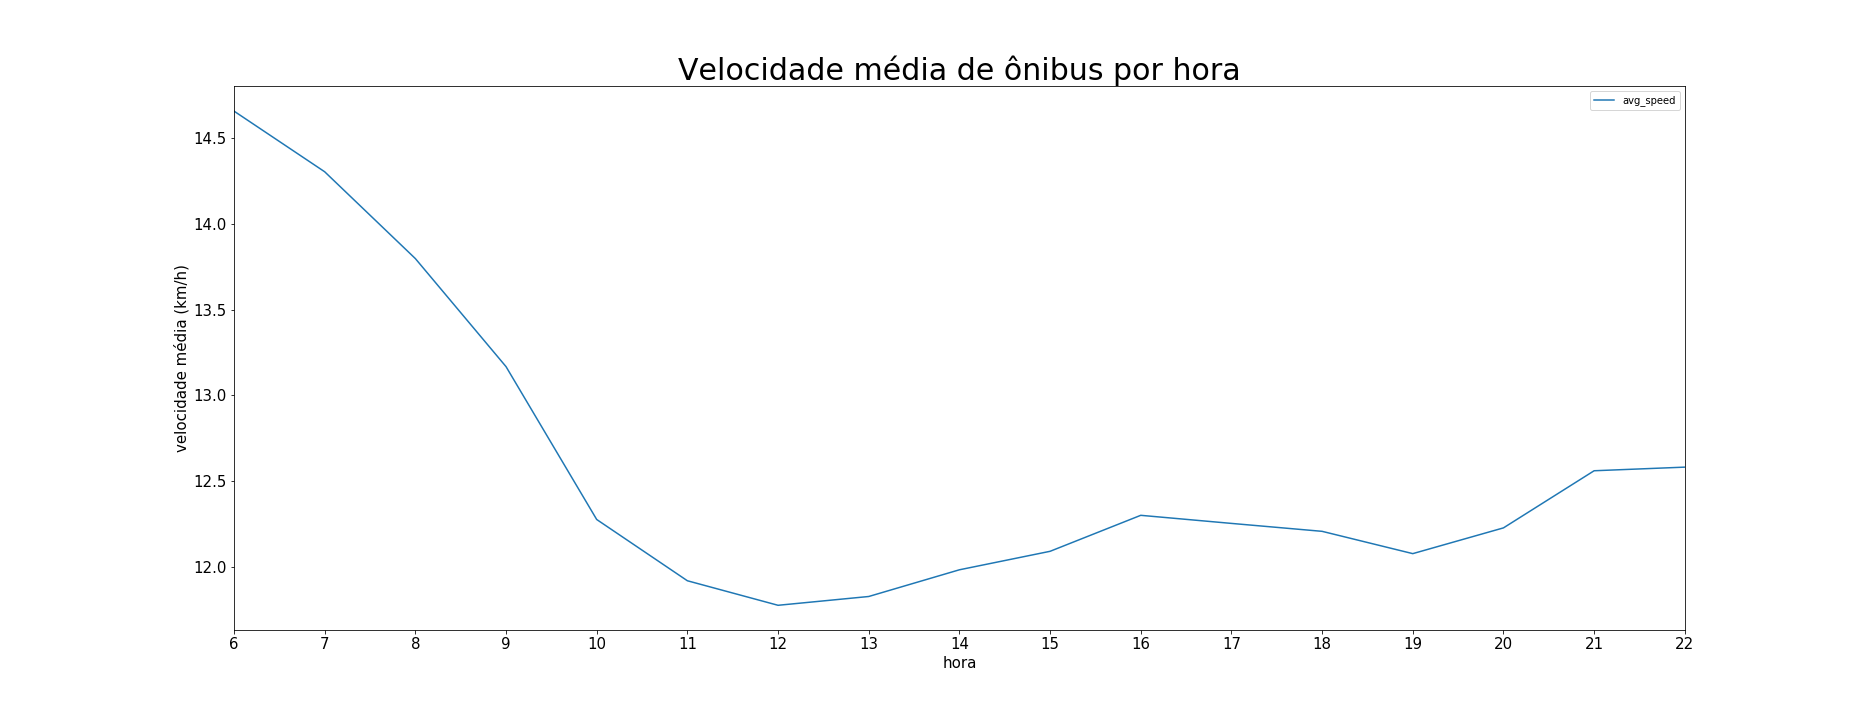 Velocidade média de ônibus por hora
avg_speed
velocidade média (km/h)
14.5
14.0
13.5
13.0
12.5
12.0
6 7 8 9 10 11 12 13 14 15 16 17 18 19 20 21 22
hora